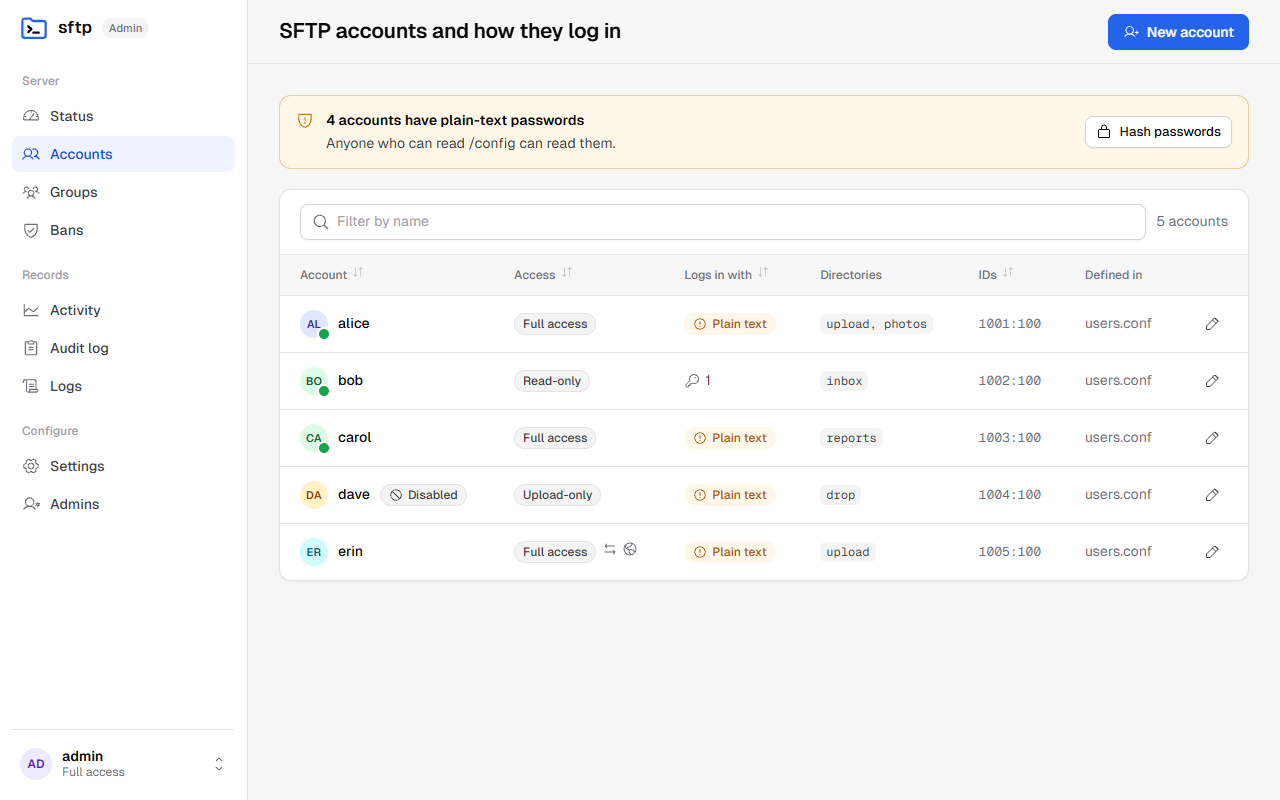 sftp Admin
SFTP accounts and how they log in
New account
Server
Status
Accounts
Groups
Bans
Records
Activity
Audit log
Logs
Configure
Settings
Admins
AD admin
Full access
4 accounts have plain-text passwords
Anyone who can read /config can read them.
Hash passwords
Filter by name
5 accounts
Account Access Logs in with Directories IDs Defined in
AL alice Full access Plain text upload, photos 1001:100 users.conf
BO bob Read-only 1 inbox 1002:100 users.conf
CA carol Full access Plain text reports 1003:100 users.conf
DA dave Disabled Upload-only Plain text drop 1004:100 users.conf
ER erin Full access Plain text upload 1005:100 users.conf